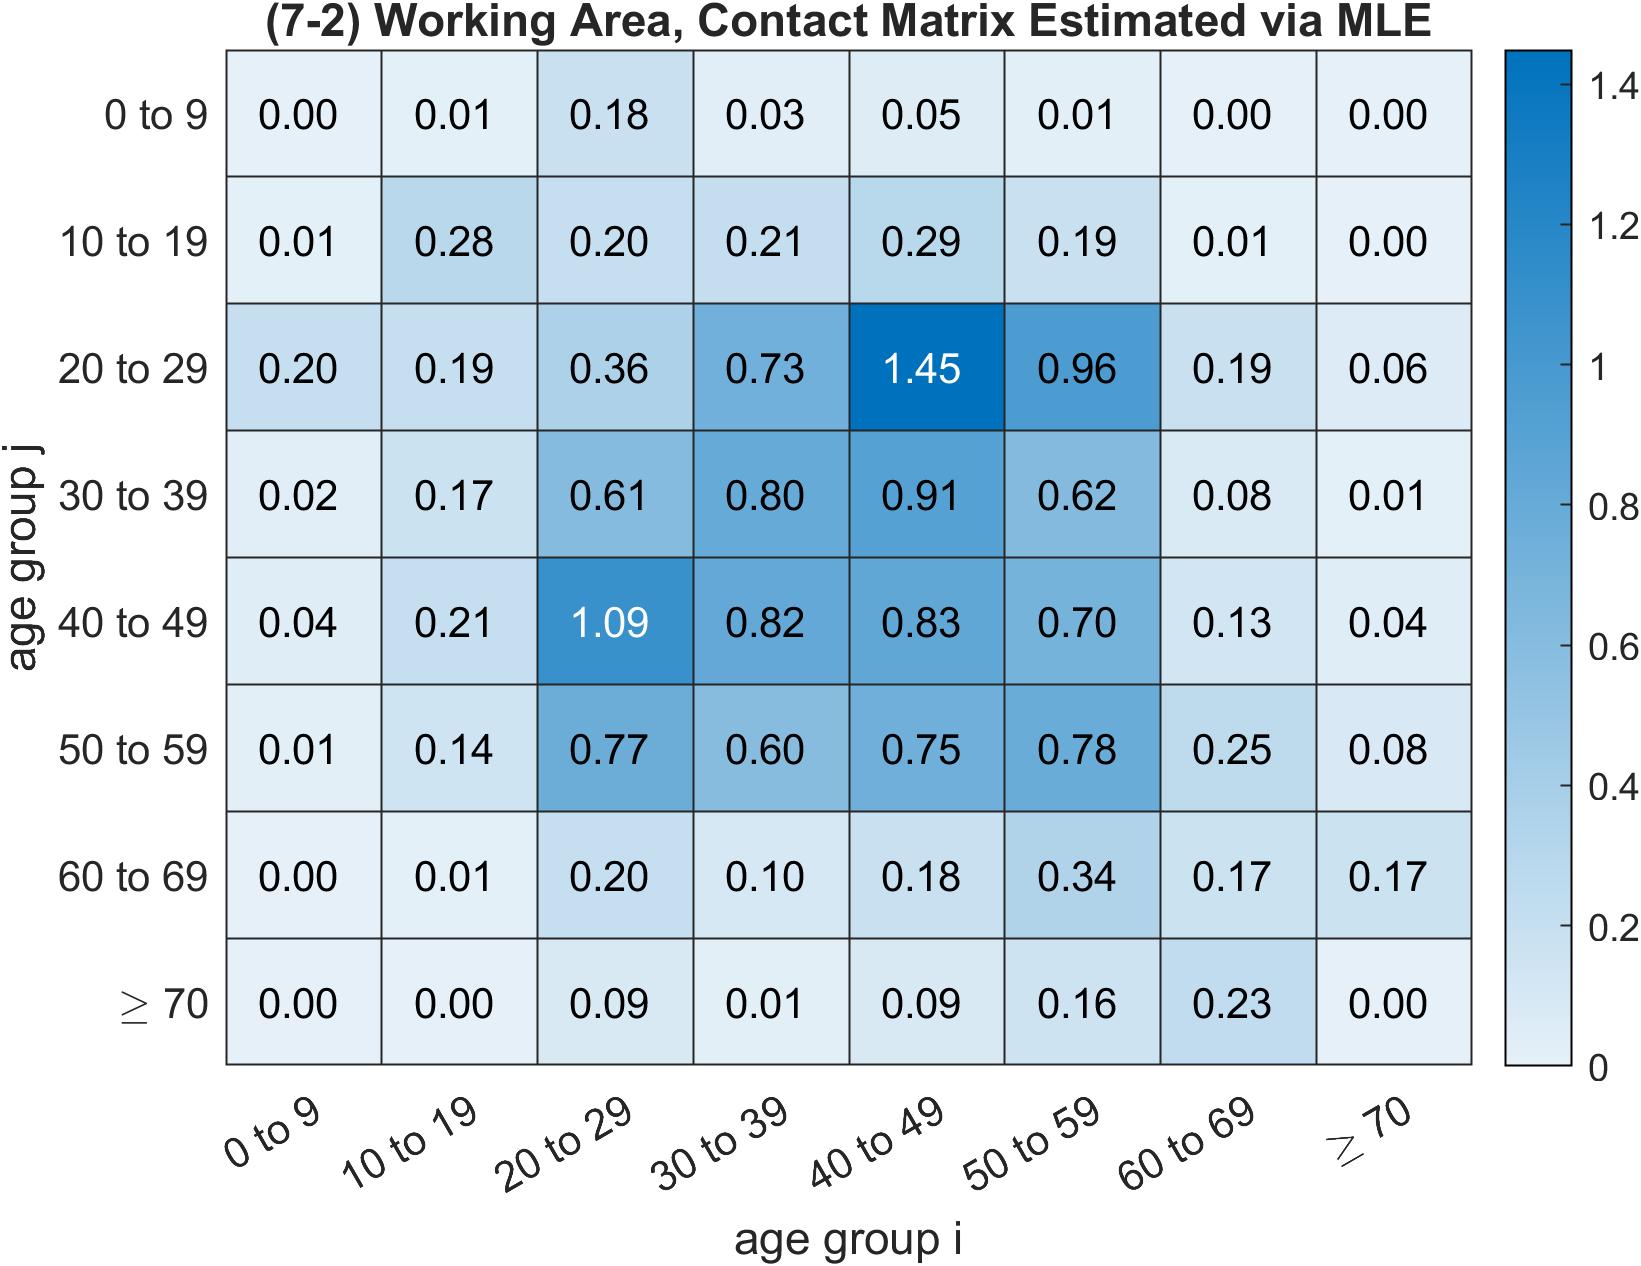 (7-2) Working Area, Contact Matrix Estimated via MLE
0 to 9 0.00 0.01 0.18 0.03 0.05 0.01 0.00 0.00
10 to 19 0.01 0.28 0.20 0.21 0.29 0.19 0.01 0.00
20 to 29 0.20 0.19 0.36 0.73 1.45 0.96 0.19 0.06
30 to 39 0.02 0.17 0.61 0.80 0.91 0.62 0.08 0.01
40 to 49 0.04 0.21 1.09 0.82 0.83 0.70 0.13 0.04
50 to 59 0.01 0.14 0.77 0.60 0.75 0.78 0.25 0.08
60 to 69 0.00 0.01 0.20 0.10 0.18 0.34 0.17 0.17
≥ 70 0.00 0.00 0.09 0.01 0.09 0.16 0.23 0.00
0 to 9 10 to 19 20 to 29 30 to 39 40 to 49 50 to 59 60 to 69 ≥ 70
age group i
age group j
1.4
1.2
1
0.8
0.6
0.4
0.2
0